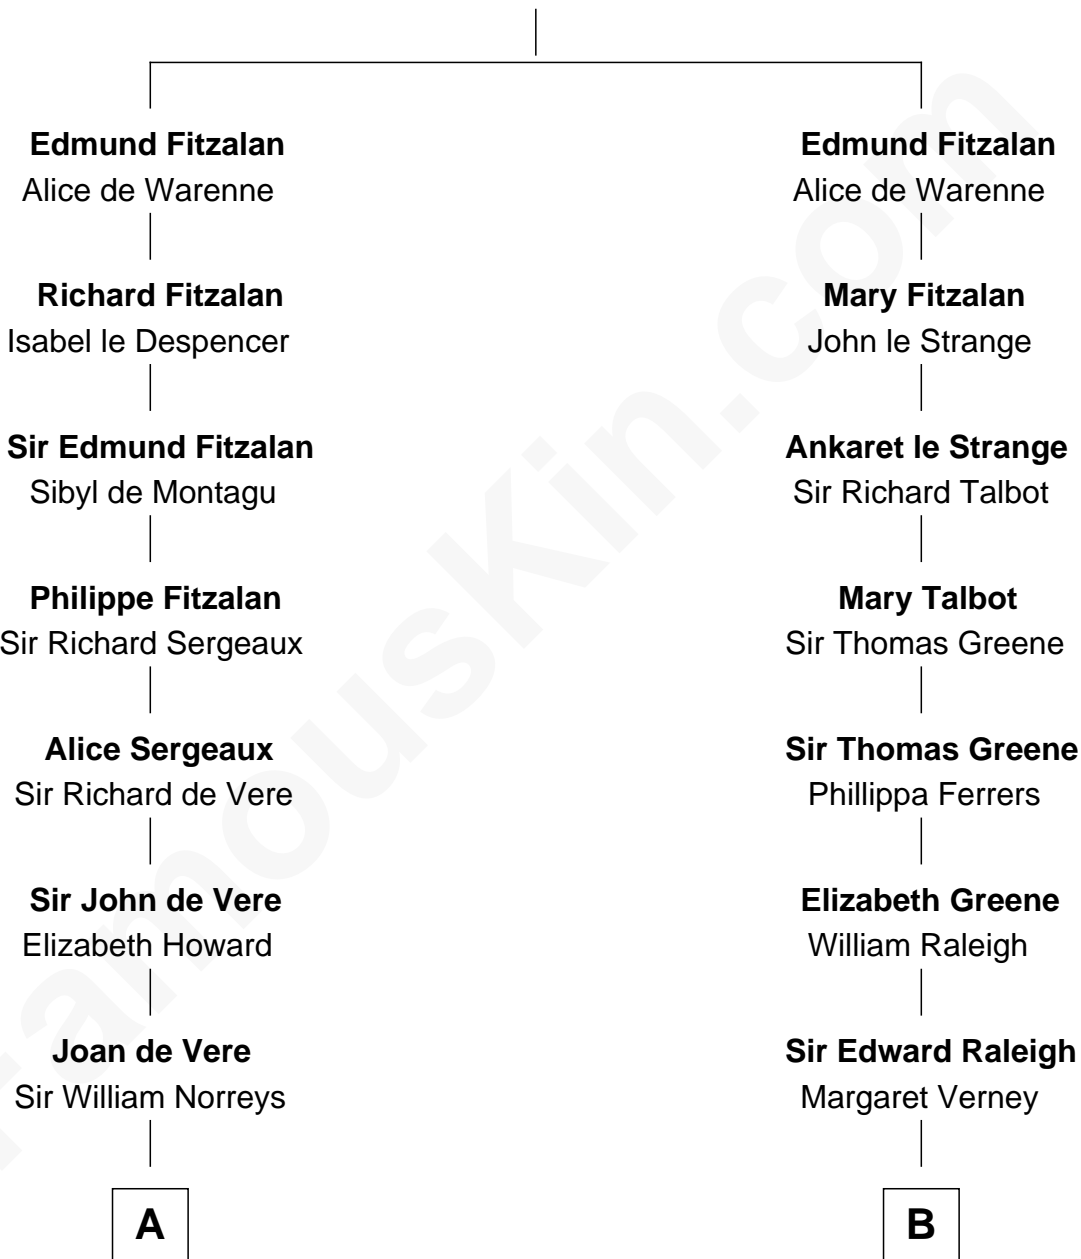 Edmund Fitzalan
Alice de Warenne
Richard Fitzalan
Isabel le Despencer
Sir Edmund Fitzalan
Sibyl de Montagu
Philippe Fitzalan
Sir Richard Sergeaux
Alice Sergeaux
Sir Richard de Vere
Sir John de Vere
Elizabeth Howard
Joan de Vere
Sir William Norreys
A
Edmund Fitzalan
Alice de Warenne
Mary Fitzalan
John le Strange
Ankaret le Strange
Sir Richard Talbot
Mary Talbot
Sir Thomas Greene
Sir Thomas Greene
Phillippa Ferrers
Elizabeth Greene
William Raleigh
Sir Edward Raleigh
Margaret Verney
B
FamousKin.com